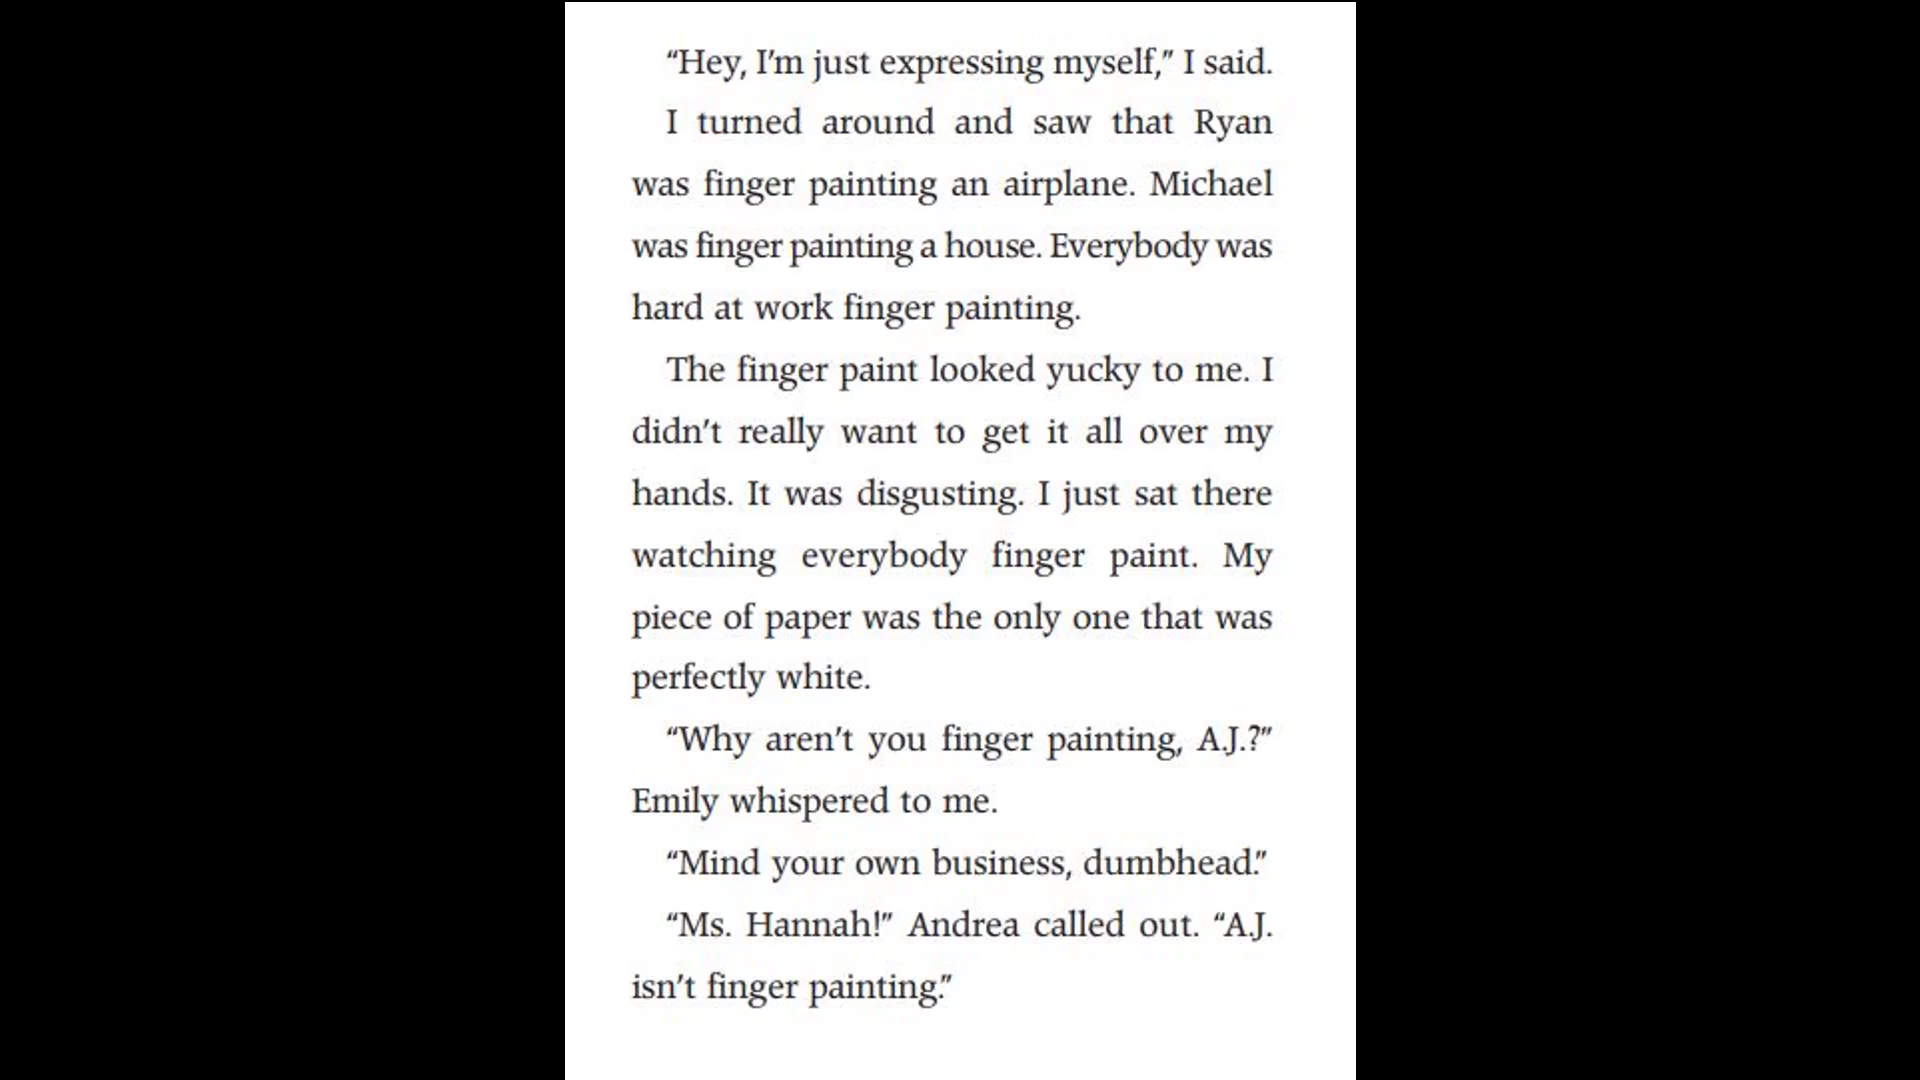 “Hey, I’m just expressing myself,” I said.
I turned around and saw that Ryan
was finger painting an airplane. Michael
was finger painting a house. Everybody was
hard at work finger painting.
The finger paint looked yucky to me. I
didn’t really want to get it all over my
hands. It was disgusting. I just sat there
watching everybody finger paint. My
piece of paper was the only one that was
perfectly white.
“Why aren’t you finger painting, A.J.?”
Emily whispered to me.
“Mind your own business, dumbhead.”
“Ms. Hannah!” Andrea called out. “A.J.
isn’t finger painting.”